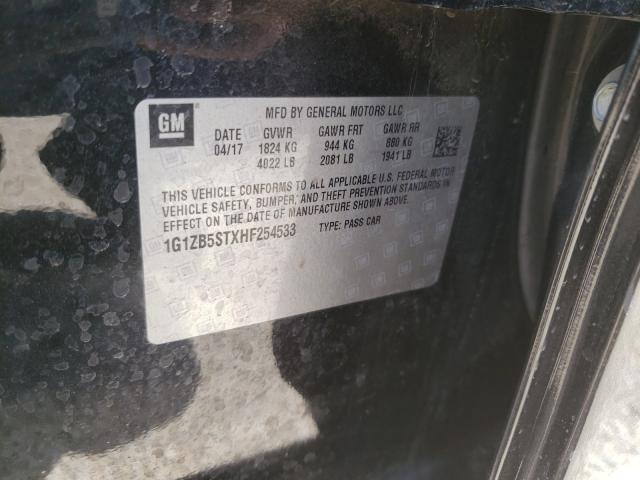 GM
MFD BY GENERAL MOTORS LLC
DATE GVWR GAWR FRT GAWR RR
04/17 1824 KG 944 KG 880 KG
4022 LB 2081 LB 1941 LB
THIS VEHICLE CONFORMS TO ALL APPLICABLE U.S. FEDERAL MOTOR
VEHICLE SAFETY, BUMPER, AND THEFT PREVENTION STANDARDS IN
EFFECT ON THE DATE OF MANUFACTURE SHOWN ABOVE.
1G1ZB5STXHF254533 TYPE: PASS CAR